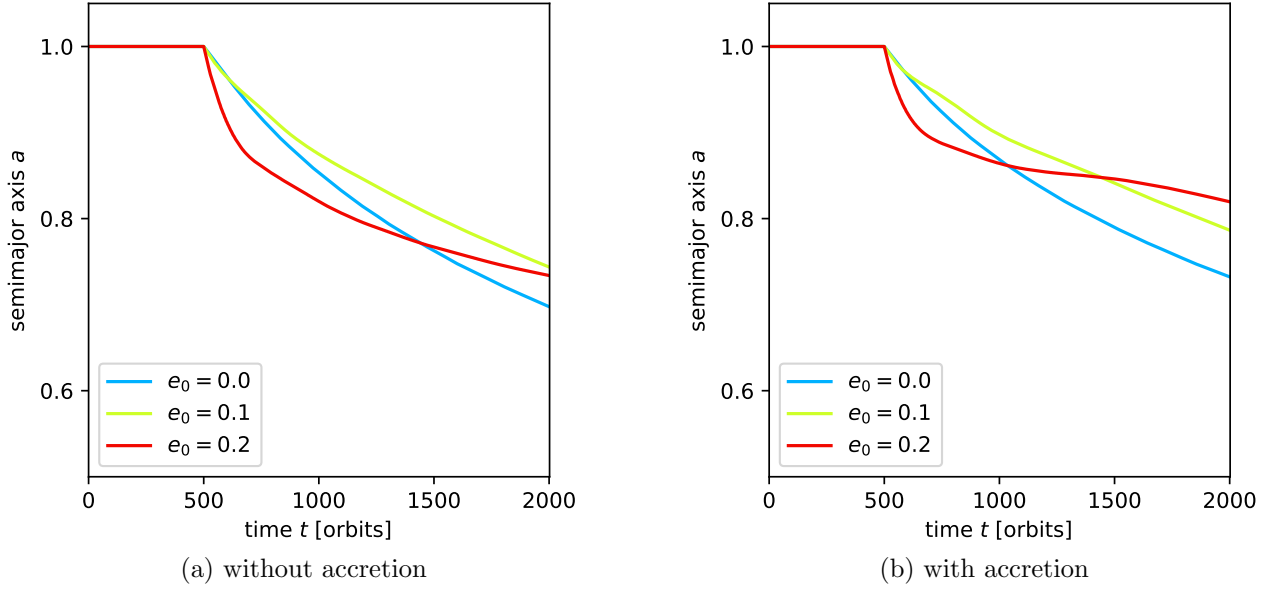 1.0
0.8
0.6
semimajor axis a
e₀ = 0.0
e₀ = 0.1
e₀ = 0.2
0 500 1000 1500 2000
time t [orbits]
(a) without accretion
1.0
0.8
0.6
semimajor axis a
e₀ = 0.0
e₀ = 0.1
e₀ = 0.2
0 500 1000 1500 2000
time t [orbits]
(b) with accretion